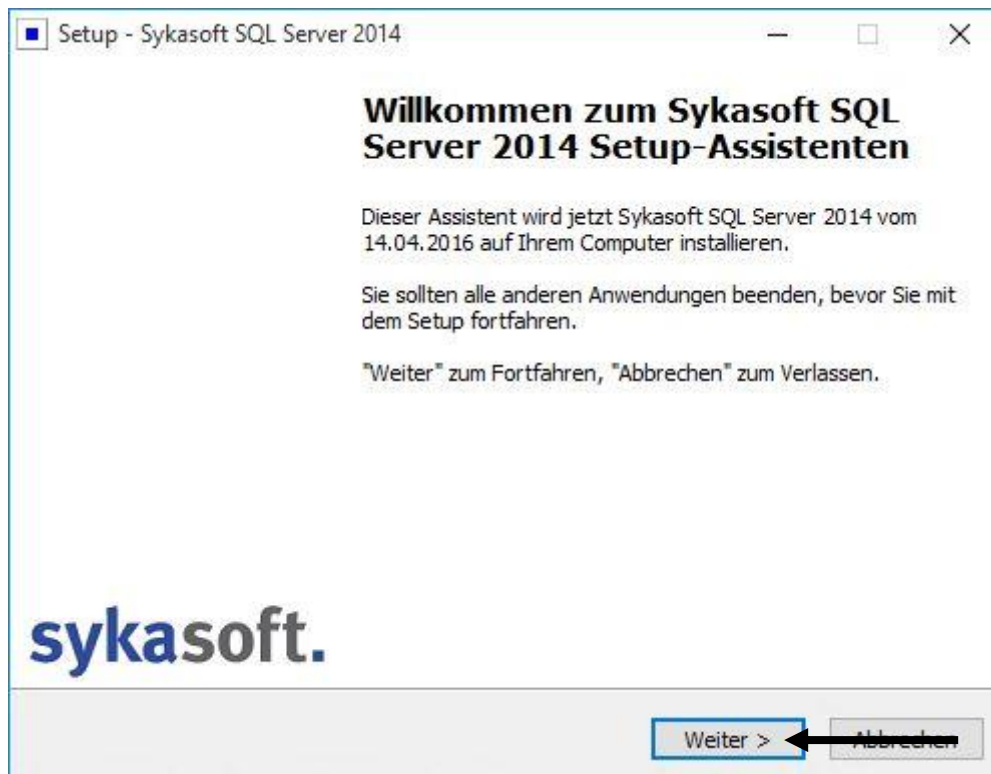 Setup - Sykasoft SQL Server 2014
Willkommen zum Sykasoft SQL
Server 2014 Setup-Assistenten
Dieser Assistent wird jetzt Sykasoft SQL Server 2014 vom
14.04.2016 auf Ihrem Computer installieren.
Sie sollten alle anderen Anwendungen beenden, bevor Sie mit
dem Setup fortfahren.
"Weiter" zum Fortfahren, "Abbrechen" zum Verlassen.
sykasoft.
Weiter >
Abbrechen